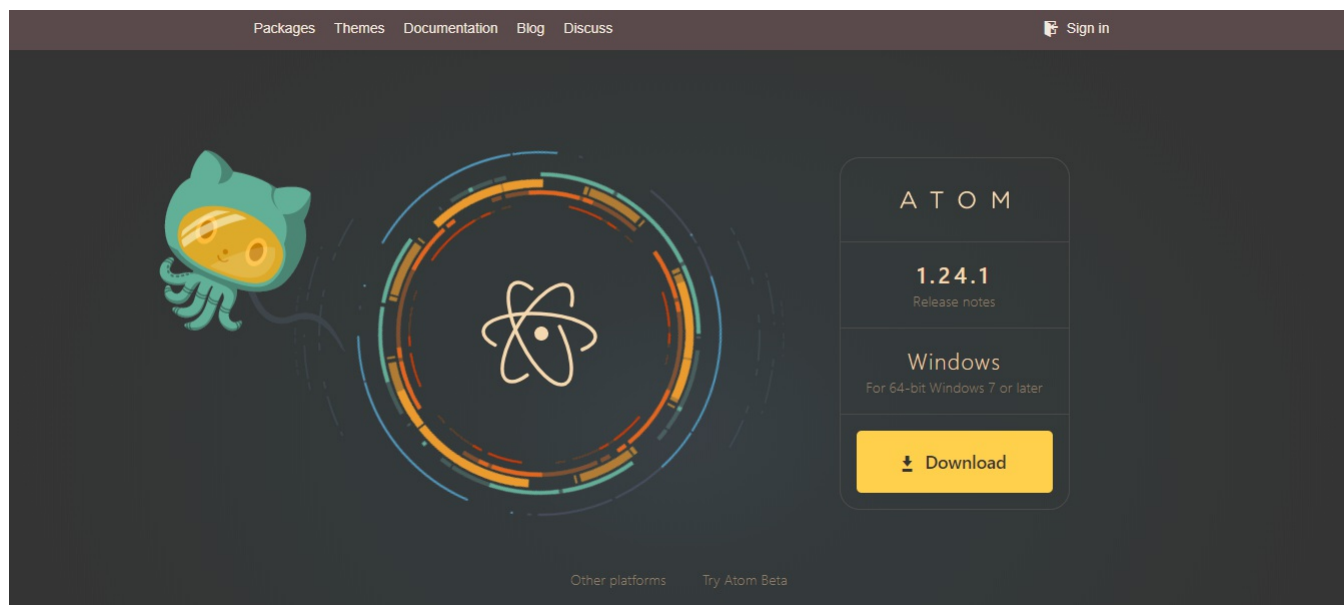 Packages Themes Documentation Blog Discuss Sign in
ATOM
1.24.1
Release notes
Windows
For 64-bit Windows 7 or later
Download
Other platforms Try Atom Beta